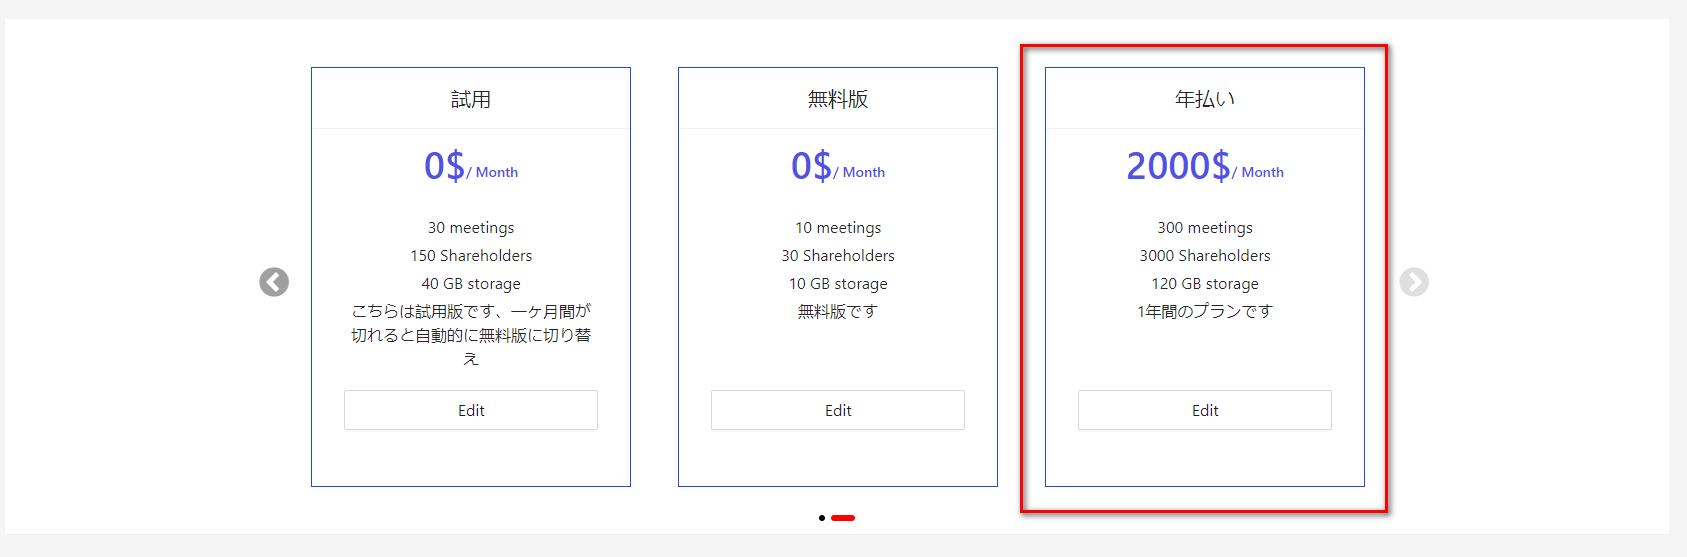 試用
0$/ Month
30 meetings
150 Shareholders
40 GB storage
こちらは試用版です、一ヶ月間が
切れると自動的に無料版に切り替
え
Edit
無料版
0$/ Month
10 meetings
30 Shareholders
10 GB storage
無料版です
Edit
年払い
2000$/ Month
300 meetings
3000 Shareholders
120 GB storage
1年間のプランです
Edit